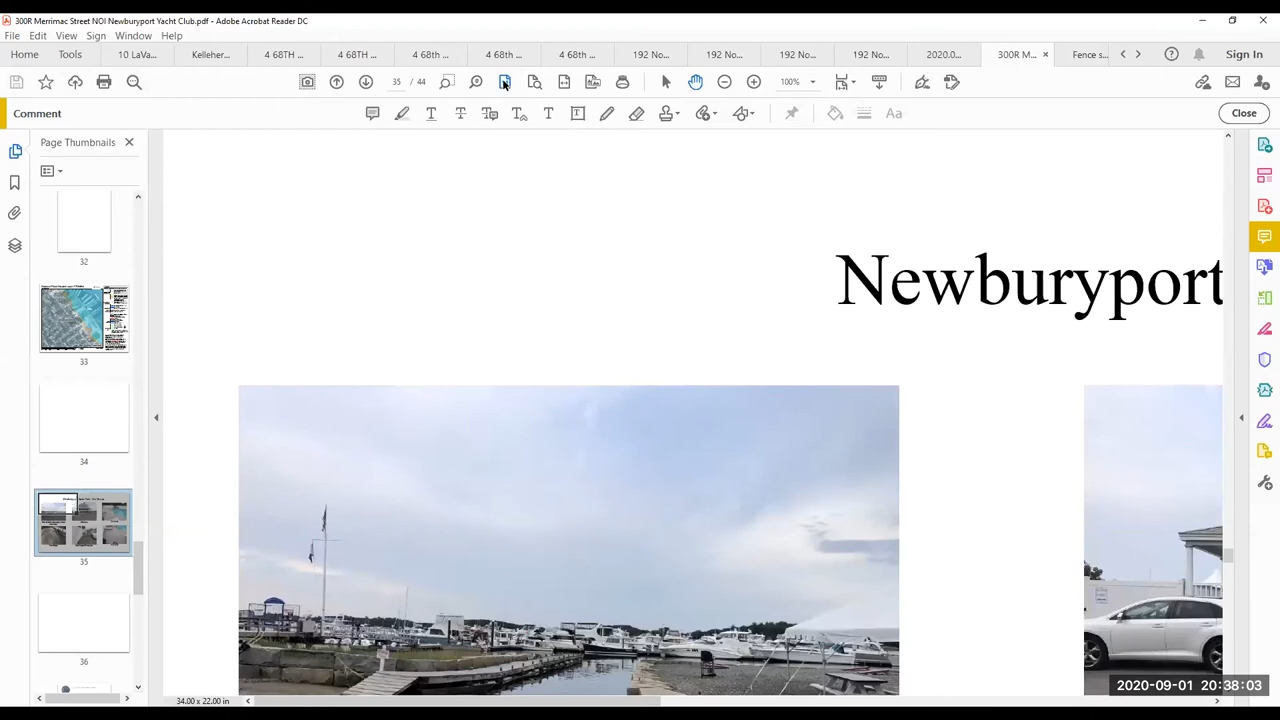 300R Merrimac Street NOI Newburyport Yacht Club.pdf - Adobe Acrobat Reader DC
File Edit View Sign Window Help
Home Tools 10 LaVa... Kelleher... 4 68TH ... 4 68TH ... 4 68th ... 4 68th ... 4 68th ... 192 No... 192 No... 192 No... 192 No... 2020.0... 300R M... Fence s... Sign In
35 / 44 100%
Comment Close
Page Thumbnails
32
33
34
35
36
Newburyport
34.00 x 22.00 in
2020-09-01 20:38:03